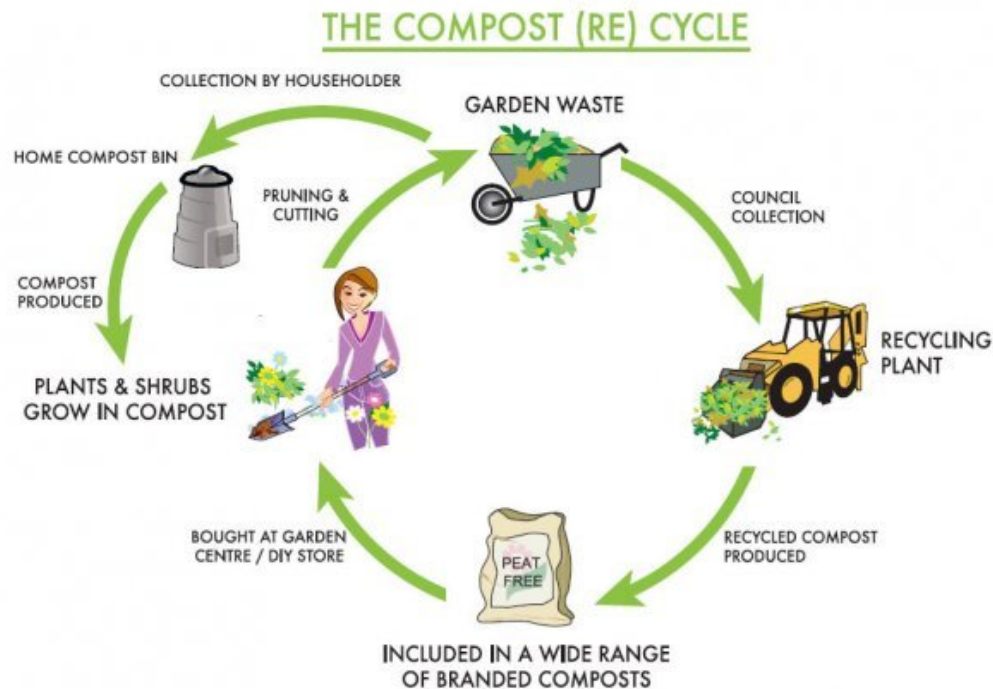 THE COMPOST (RE) CYCLE
COLLECTION BY HOUSEHOLDER
GARDEN WASTE
HOME COMPOST BIN
PRUNING &
CUTTING
COUNCIL
COLLECTION
COMPOST
PRODUCED
RECYCLING
PLANT
PLANTS & SHRUBS
GROW IN COMPOST
BOUGHT AT GARDEN
CENTRE / DIY STORE
PEAT
FREE
RECYCLED COMPOST
PRODUCED
INCLUDED IN A WIDE RANGE
OF BRANDED COMPOSTS